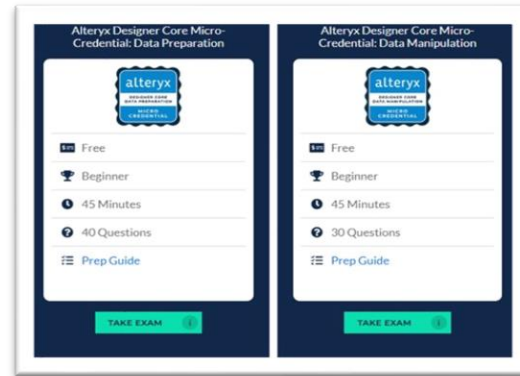 Alteryx Designer Core Micro-
Credential: Data Preparation
alteryx
DESIGNER CORE
DATA PREPARATION
MICRO
CREDENTIAL
Free
Beginner
45 Minutes
40 Questions
Prep Guide
TAKE EXAM i
Alteryx Designer Core Micro-
Credential: Data Manipulation
alteryx
DESIGNER CORE
DATA MANIPULATION
MICRO
CREDENTIAL
Free
Beginner
45 Minutes
30 Questions
Prep Guide
TAKE EXAM i